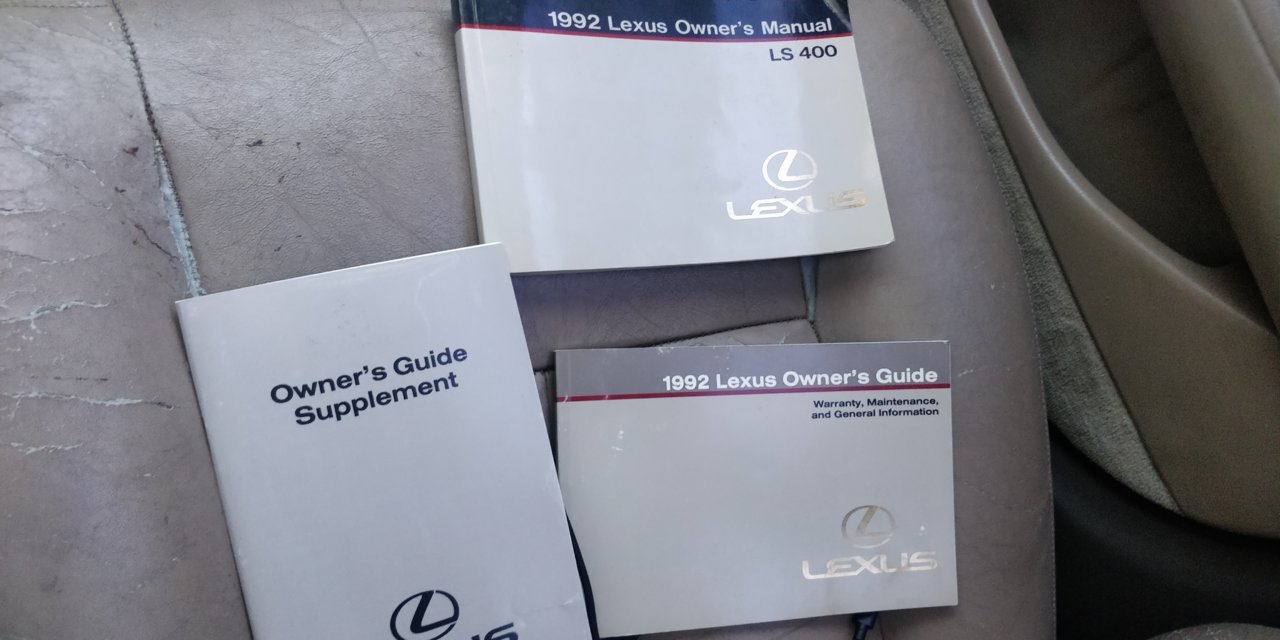 1992 Lexus Owner's Manual
LS 400
LEXUS
Owner's Guide
Supplement
1992 Lexus Owner's Guide
Warranty, Maintenance,
and General Information
LEXUS